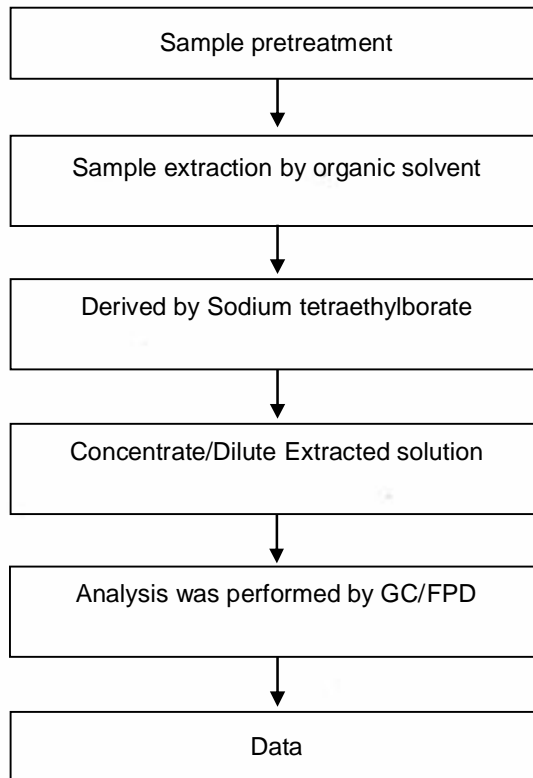 Sample pretreatment
Sample extraction by organic solvent
Derived by Sodium tetraethylborate
Concentrate/Dilute Extracted solution
Analysis was performed by GC/FPD
Data